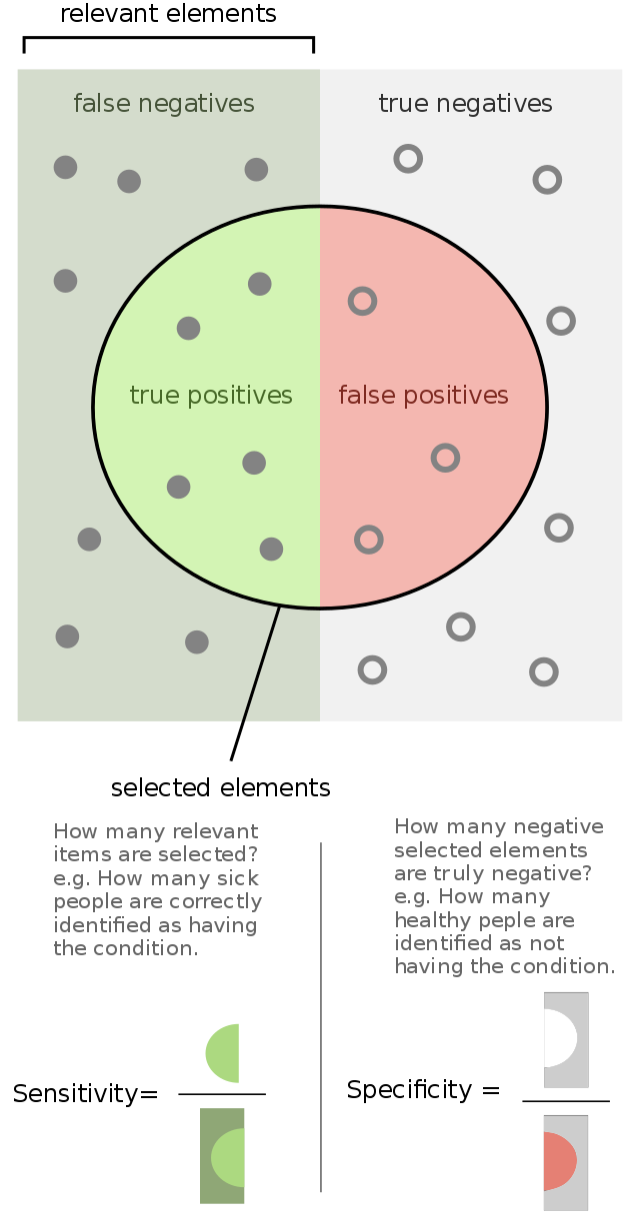 relevant elements
false negatives
true negatives
true positives
false positives
selected elements
How many relevant
items are selected?
e.g. How many sick
people are correctly
identified as having
the condition.
How many negative
selected elements
are truly negative?
e.g. How many
healthy peple are
identified as not
having the condition.
Sensitivity=
Specificity =